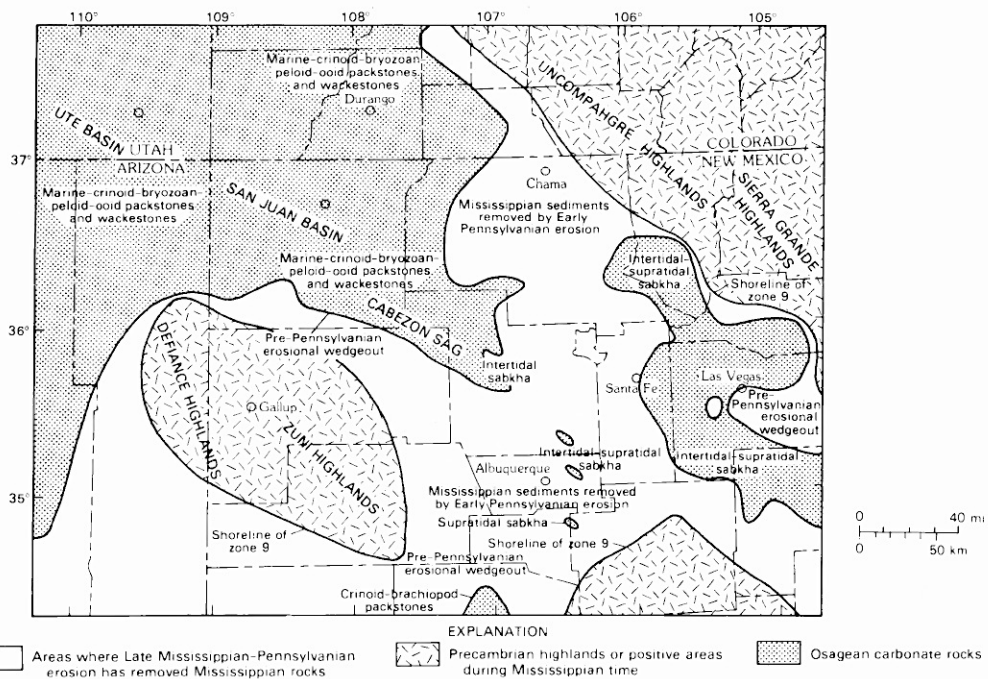 110°
109°
108°
107°
106°
105°
Marine-crinoid-bryozoan
peloid-ooid packstones
and wackestones
Durango
UTE BASIN
UTAH
ARIZONA
37°
Marine-crinoid-bryozoan-
peloid-ooid packstones
and wackestones
SAN JUAN BASIN
Marine-crinoid-bryozoan-
peloid-ooid packstones
and wackestones
CABEZON SAG
UNCOMPAHGRE
HIGHLANDS
COLORADO
NEW MEXICO
SIERRA GRANDE
HIGHLANDS
Chama
Mississippian sediments
removed by Early
Pennsylvanian erosion
Intertidal-
supratidal
sabkha
Shoreline of
zone 9
36°
Pre-Pennsylvanian
erosional wedgeout
Intertidal
sabkha
DEFIANCE HIGHLANDS
Gallup
ZUNI HIGHLANDS
Santa Fe
Las Vegas
Pre-
Pennsylvanian
erosional
wedgeout
Intertidal-supratidal
sabkha
Intertidal-supratidal
sabkha
Albuquerque
35°
Mississippian sediments removed
by Early Pennsylvanian erosion
Supratidal sabkha
Shoreline of
zone 9
Shoreline of zone 9
Pre-Pennsylvanian
erosional wedgeout
Crinoid-brachiopod
packstones
0 40 mi
0 50 km
EXPLANATION
Areas where Late Mississippian-Pennsylvanian
erosion has removed Mississippian rocks
Precambrian highlands or positive areas
during Mississippian time
Osagean carbonate rocks